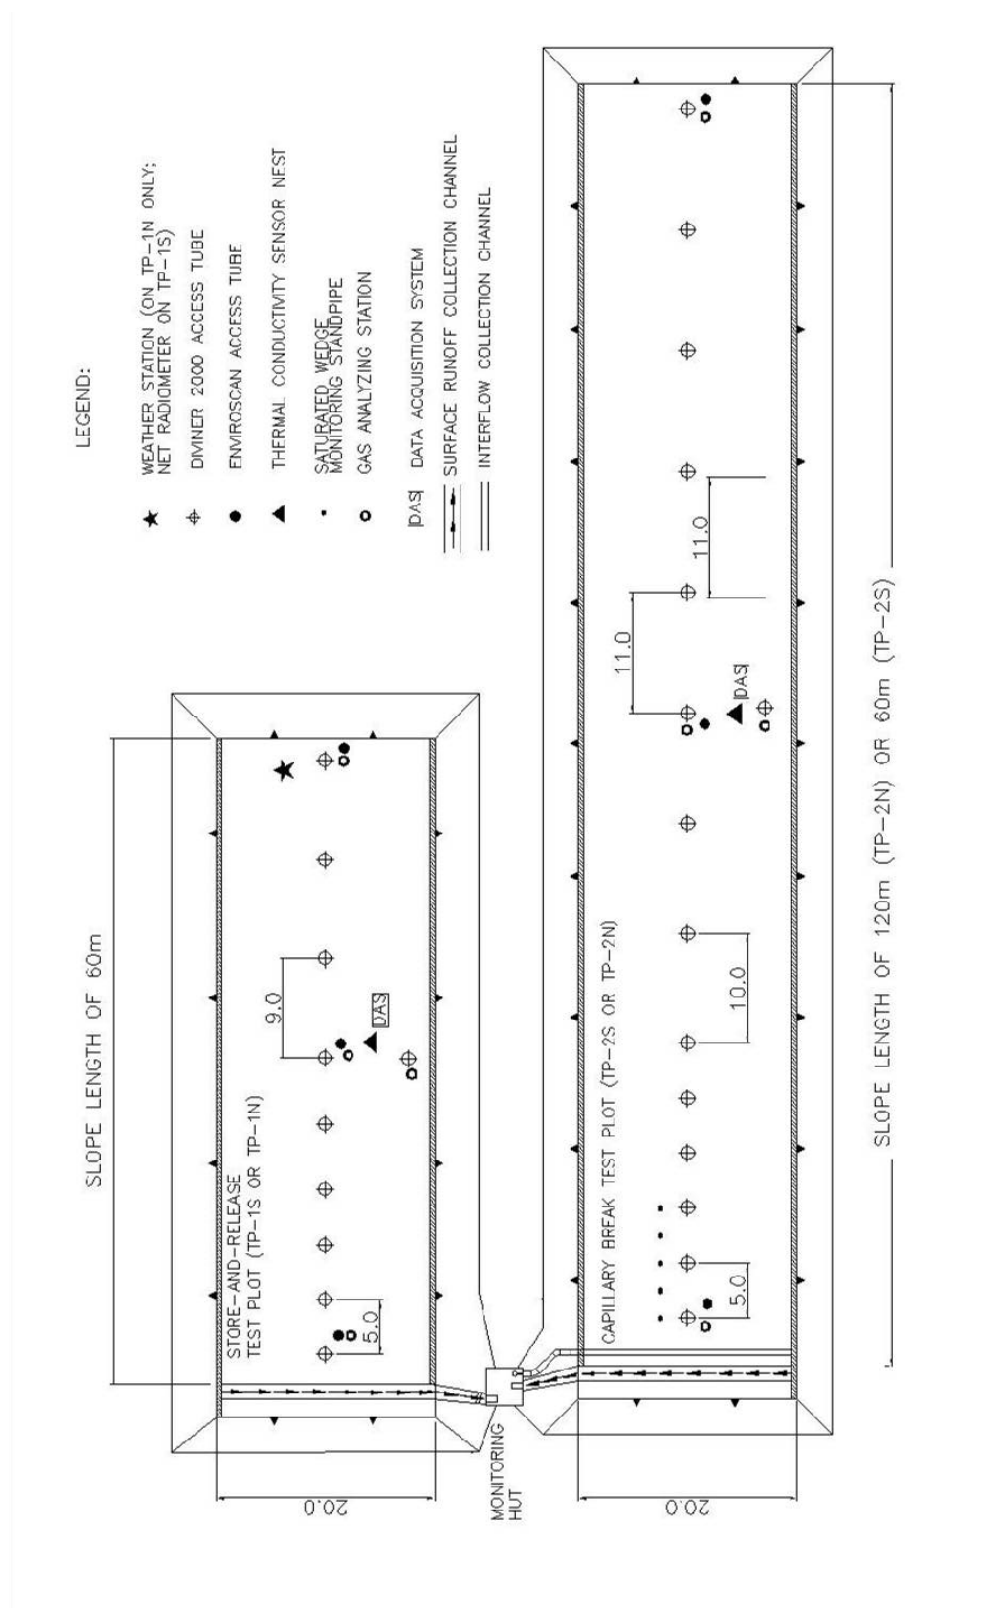 LEGEND:
WEATHER STATION (ON TP-1N ONLY;
NET RADIOMETER ON TP-1S)
DIVINER 2000 ACCESS TUBE
ENVIROSCAN ACCESS TUBE
THERMAL CONDUCTIVITY SENSOR NEST
SATURATED WEDGE
MONITORING STANDPIPE
GAS ANALYZING STATION
|DAS| DATA ACQUISITION SYSTEM
SURFACE RUNOFF COLLECTION CHANNEL
INTERFLOW COLLECTION CHANNEL
SLOPE LENGTH OF 60m
STORE-AND-RELEASE
TEST PLOT (TP-1S OR TP-1N)
5.0
9.0
DAS
20.0
MONITORING
HUT
CAPILLARY BREAK TEST PLOT (TP-2S OR TP-2N)
5.0
10.0
11.0
11.0
|DAS|
20.0
SLOPE LENGTH OF 120m (TP-2N) OR 60m (TP-2S)